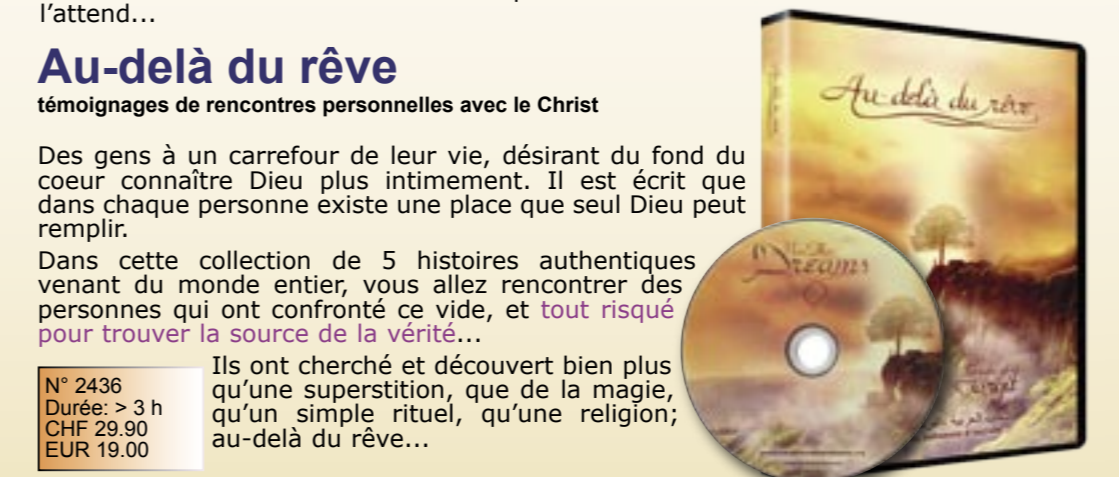 l’attend...
Au-delà du rêve
témoignages de rencontres personnelles avec le Christ
Des gens à un carrefour de leur vie, désirant du fond du
coeur connaître Dieu plus intimement. Il est écrit que
dans chaque personne existe une place que seul Dieu peut
remplir.
Dans cette collection de 5 histoires authentiques
venant du monde entier, vous allez rencontrer des
personnes qui ont confronté ce vide, et tout risqué
pour trouver la source de la vérité...
Ils ont cherché et découvert bien plus
qu’une superstition, que de la magie,
qu’un simple rituel, qu’une religion;
au-delà du rêve...
N° 2436
Durée: > 3 h
CHF 29.90
EUR 19.00
Au-delà du rêve
Dreams